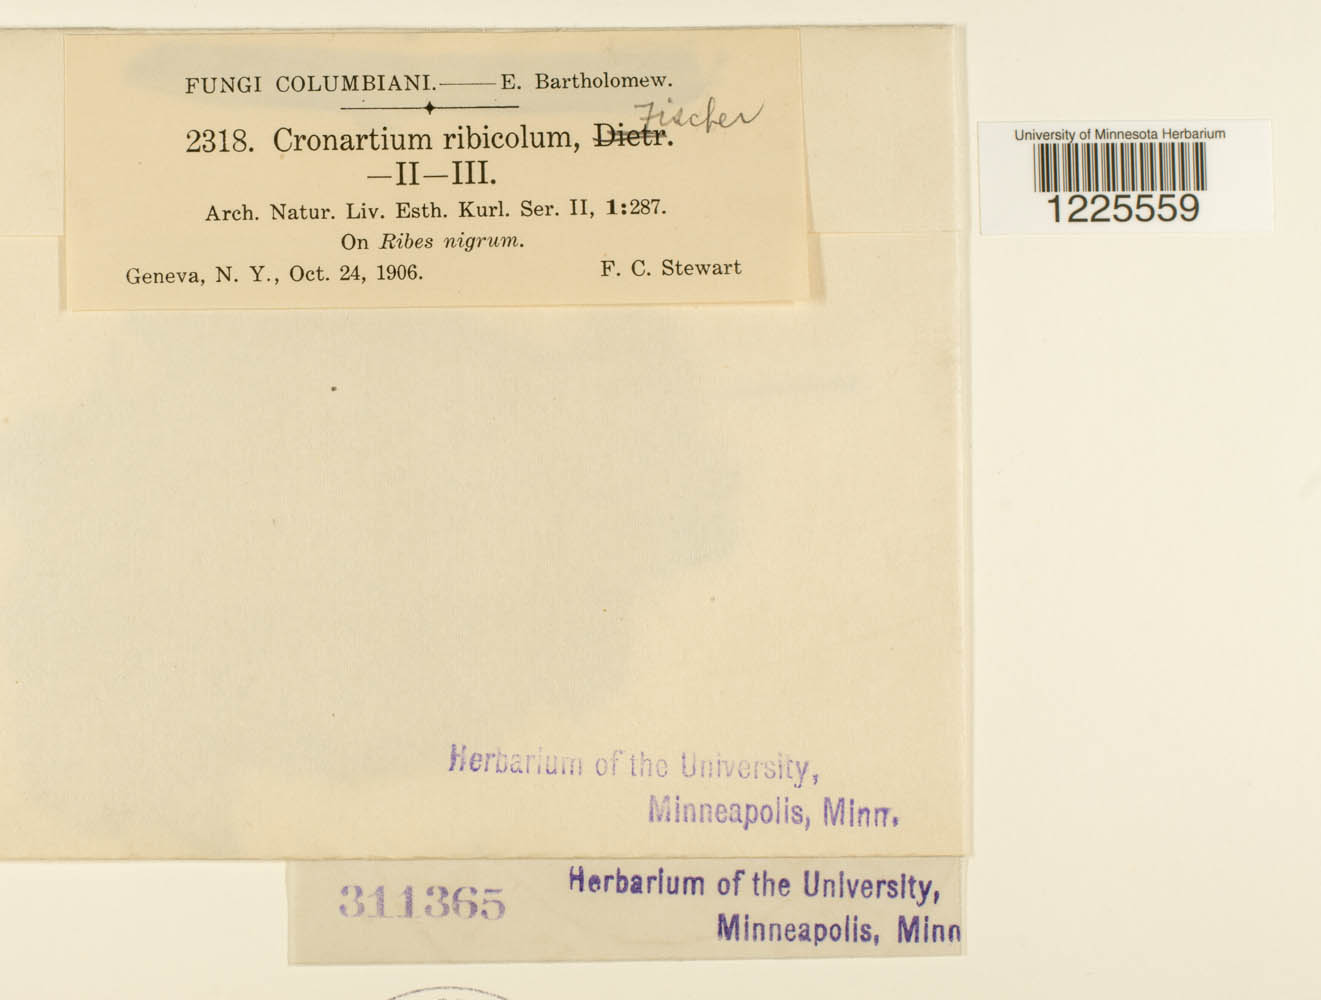 FUNGI COLUMBIANI.——E. Bartholomew.
Fischer
2318. Cronartium ribicolum, Dietr.
—II—III.
Arch. Natur. Liv. Esth. Kurl. Ser. II, 1:287.
On Ribes nigrum.
Geneva, N. Y., Oct. 24, 1906. F. C. Stewart
University of Minnesota Herbarium
1225559
Herbarium of the University,
Minneapolis, Minn.
311365
Herbarium of the University,
Minneapolis, Minn